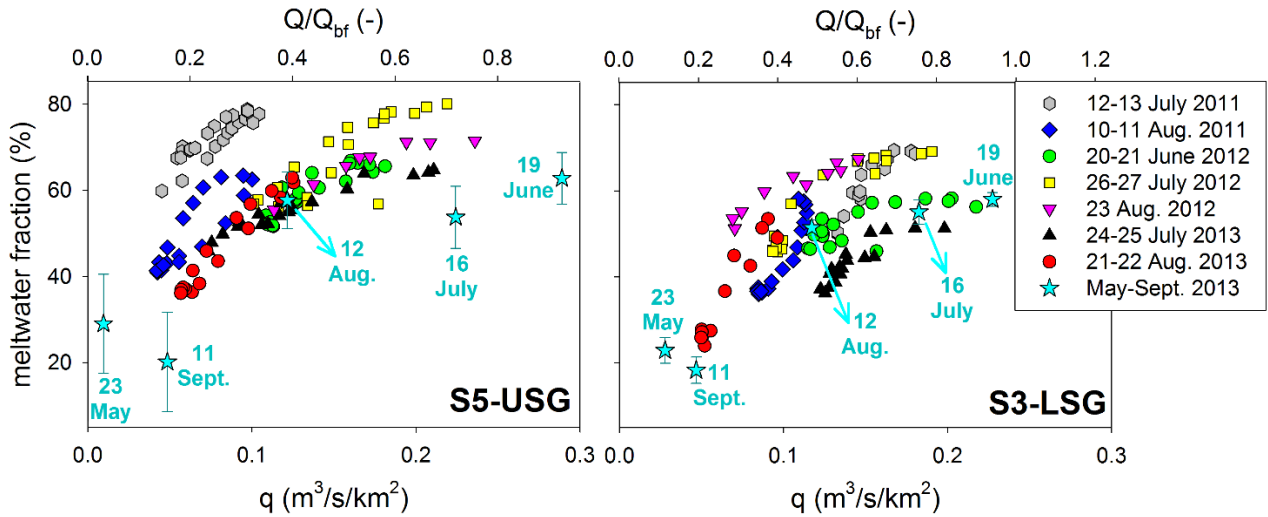 Q/Q_bf (-)
0.0 0.2 0.4 0.6 0.8
meltwater fraction (%)
80
60
40
20
19
June
12
Aug.
16
July
23
May
11
Sept.
S5-USG
0.0 0.1 0.2 0.3
q (m³/s/km²)
Q/Q_bf (-)
0.0 0.2 0.4 0.6 0.8 1.0 1.2
19
June
16
July
23
May
12
Aug.
11
Sept.
S3-LSG
0.0 0.1 0.2 0.3
q (m³/s/km²)
12-13 July 2011
10-11 Aug. 2011
20-21 June 2012
26-27 July 2012
23 Aug. 2012
24-25 July 2013
21-22 Aug. 2013
May-Sept. 2013